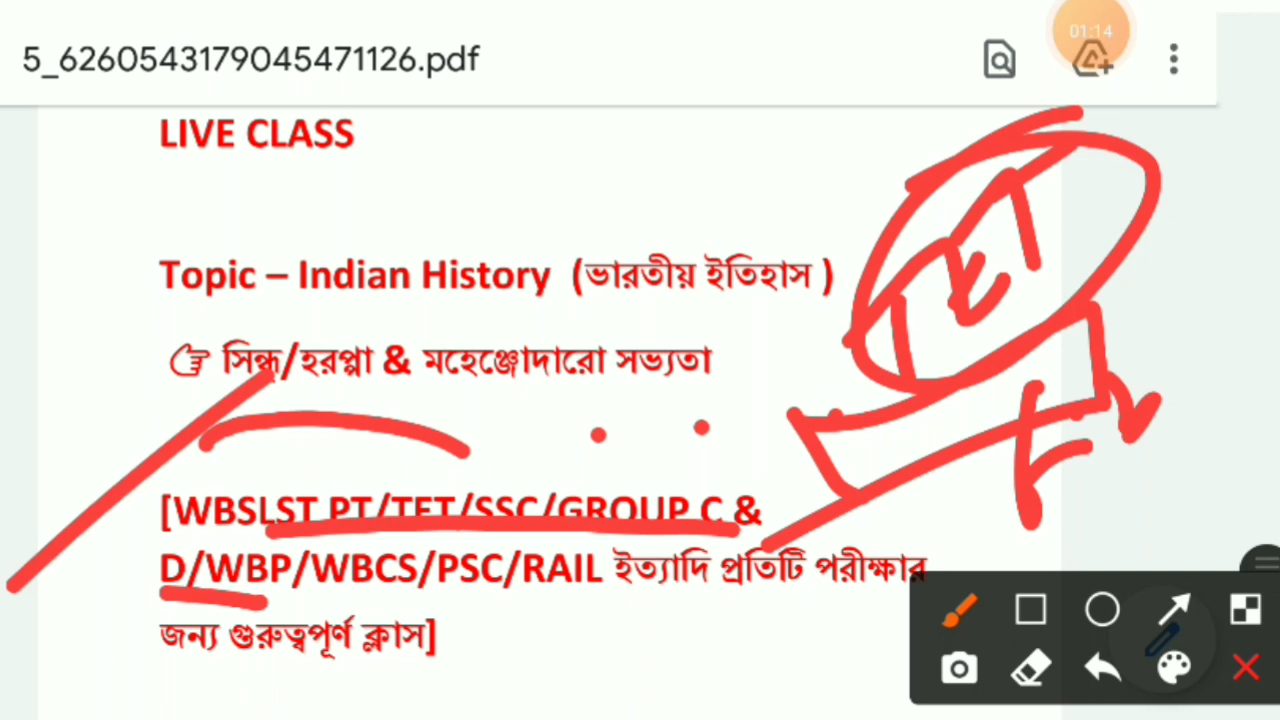 01:14
5_6260543179045471126.pdf
LIVE CLASS
Topic – Indian History (ভারতীয় ইতিহাস )
সিন্ধু/হরপ্পা & মহেঞ্জোদারো সভ্যতা
TET
[WBSLST PT/TET/SSC/GROUP C &
D/WBP/WBCS/PSC/RAIL ইত্যাদি প্রতিটি পরীক্ষার
জন্য গুরুত্বপূর্ণ ক্লাস]